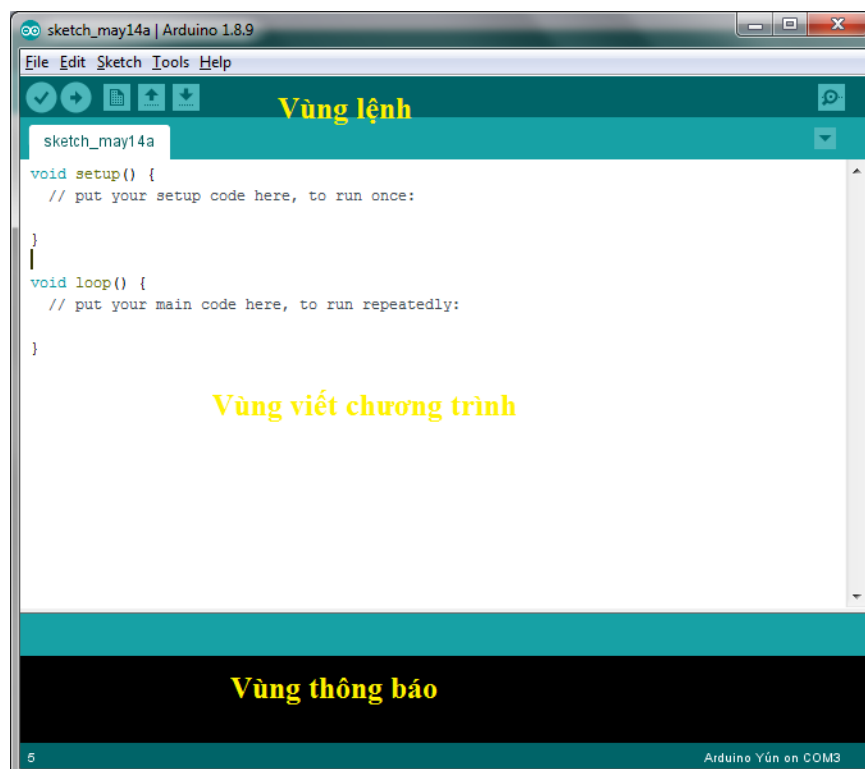 sketch_may14a | Arduino 1.8.9
File Edit Sketch Tools Help
Vùng lệnh
sketch_may14a
void setup() {
// put your setup code here, to run once:
}
void loop() {
// put your main code here, to run repeatedly:
}
Vùng viết chương trình
Vùng thông báo
5
Arduino Yún on COM3